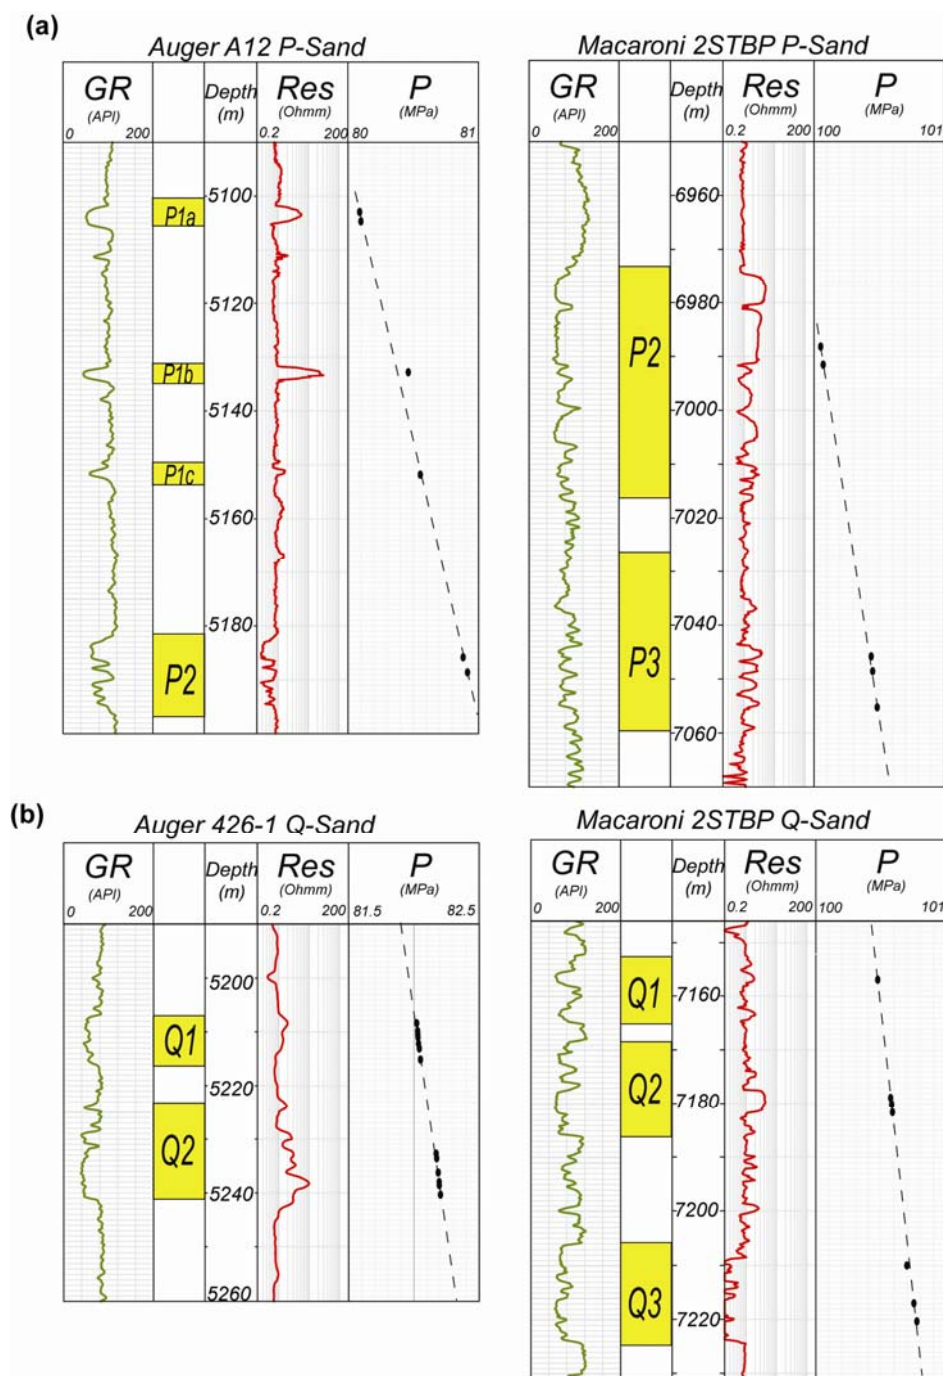 (a)
Auger A12 P-Sand
GR
(API)
0 200
Depth
(m)
Res
(Ohmm)
0.2 200
P
(MPa)
80 81
5100
5120
5140
5160
5180
P1a
P1b
P1c
P2
Macaroni 2STBP P-Sand
GR
(API)
0 200
Depth
(m)
Res
(Ohmm)
0.2 200
P
(MPa)
100 101
6960
6980
7000
7020
7040
7060
P2
P3
(b)
Auger 426-1 Q-Sand
GR
(API)
0 200
Depth
(m)
Res
(Ohmm)
0.2 200
P
(MPa)
81.5 82.5
5200
5220
5240
5260
Q1
Q2
Macaroni 2STBP Q-Sand
GR
(API)
0 200
Depth
(m)
Res
(Ohmm)
0.2 200
P
(MPa)
100 101
7160
7180
7200
7220
Q1
Q2
Q3